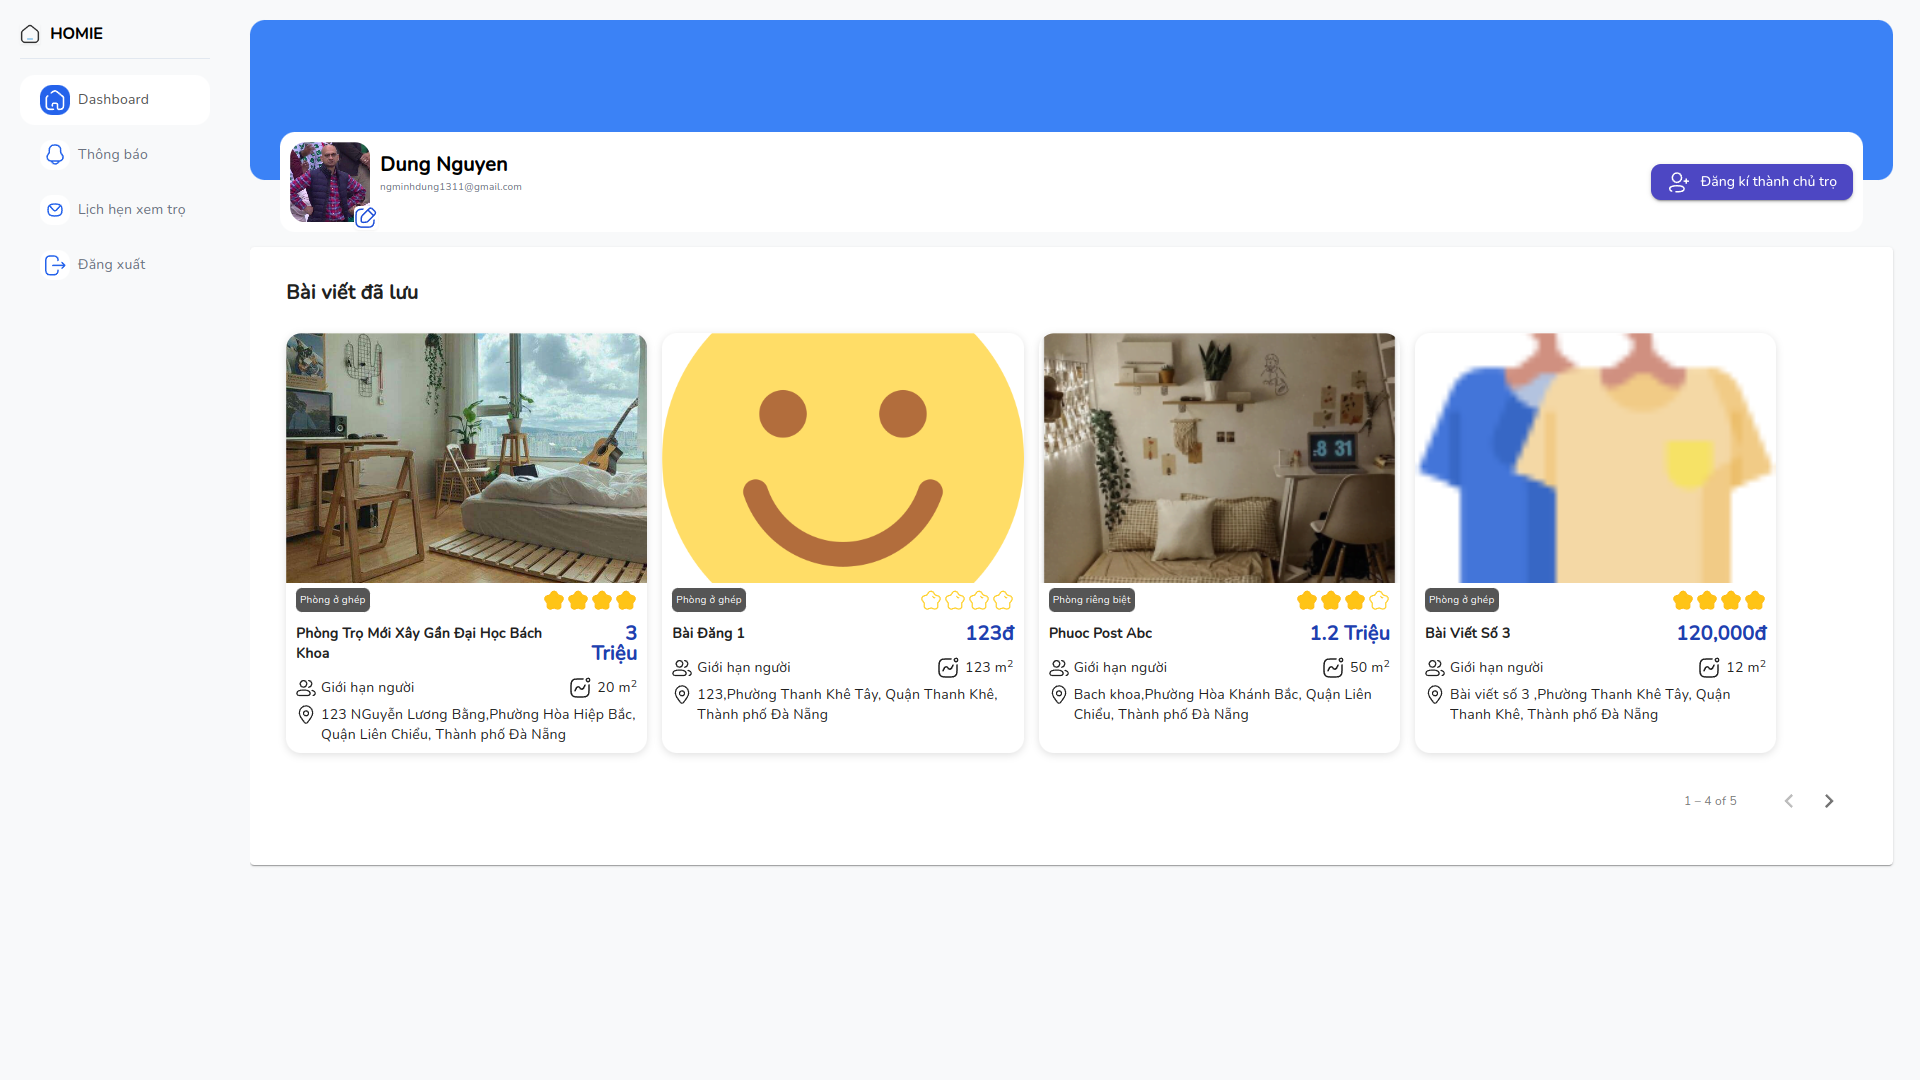 HOMIE
Dashboard
Thông báo
Lịch hẹn xem trọ
Đăng xuất
Dung Nguyen
ngminhdung1311@gmail.com
Đăng kí thành chủ trọ
Bài viết đã lưu
8 31
Phòng ở ghép
Phòng Trọ Mới Xây Gần Đại Học Bách
Khoa
3
Triệu
Giới hạn người
20 m²
123 NGuyễn Lương Bằng,Phường Hòa Hiệp Bắc,
Quận Liên Chiểu, Thành phố Đà Nẵng
Phòng ở ghép
Bài Đăng 1
123đ
Giới hạn người
123 m²
123,Phường Thanh Khê Tây, Quận Thanh Khê,
Thành phố Đà Nẵng
Phòng riêng biệt
Phuoc Post Abc
1.2 Triệu
Giới hạn người
50 m²
Bach khoa,Phường Hòa Khánh Bắc, Quận Liên
Chiểu, Thành phố Đà Nẵng
Phòng ở ghép
Bài Viết Số 3
120,000đ
Giới hạn người
12 m²
Bài viết số 3 ,Phường Thanh Khê Tây, Quận
Thanh Khê, Thành phố Đà Nẵng
1 – 4 of 5